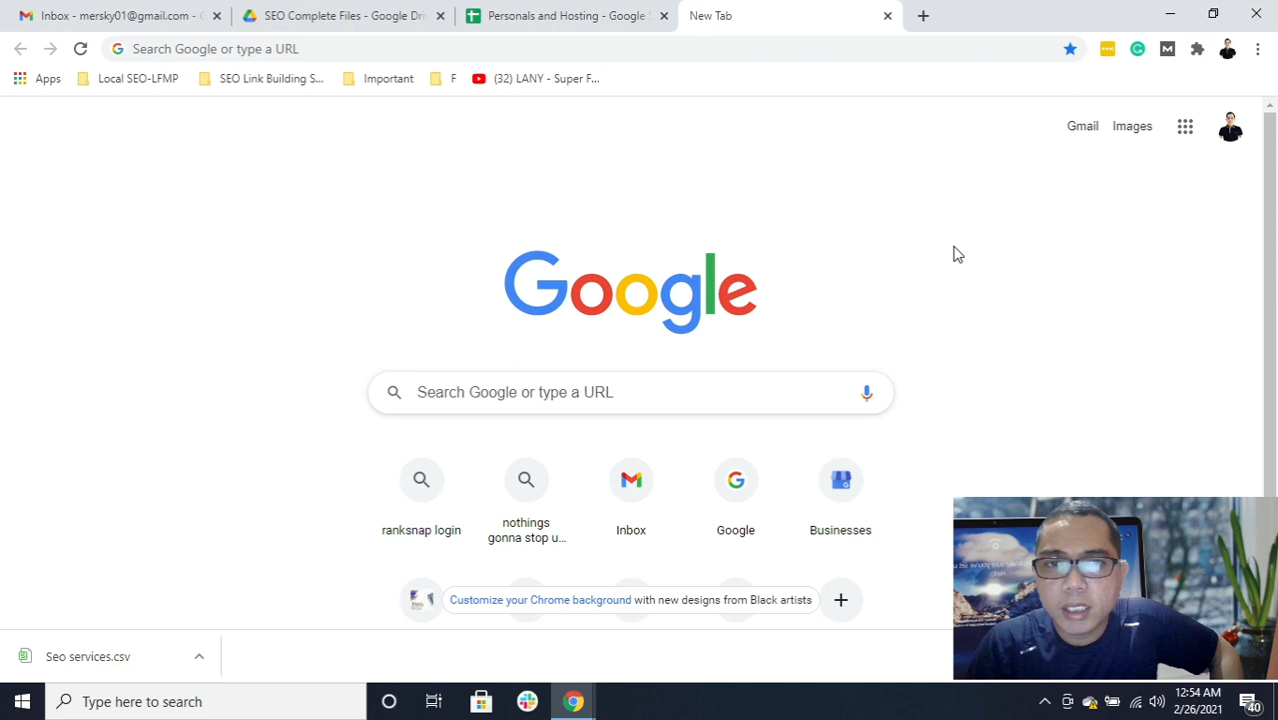 Inbox - mersky01@gmail.com - G
SEO Complete Files - Google Dri
Personals and Hosting - Google S
New Tab
Search Google or type a URL
Apps
Local SEO-LFMP
SEO Link Building S...
Important
F
(32) LANY - Super F...
Gmail
Images
Google
Search Google or type a URL
ranksnap login
nothings
gonna stop u...
Inbox
Google
Businesses
Customize your Chrome background with new designs from Black artists
Seo services.csv
Type here to search
12:54 AM
2/26/2021
40